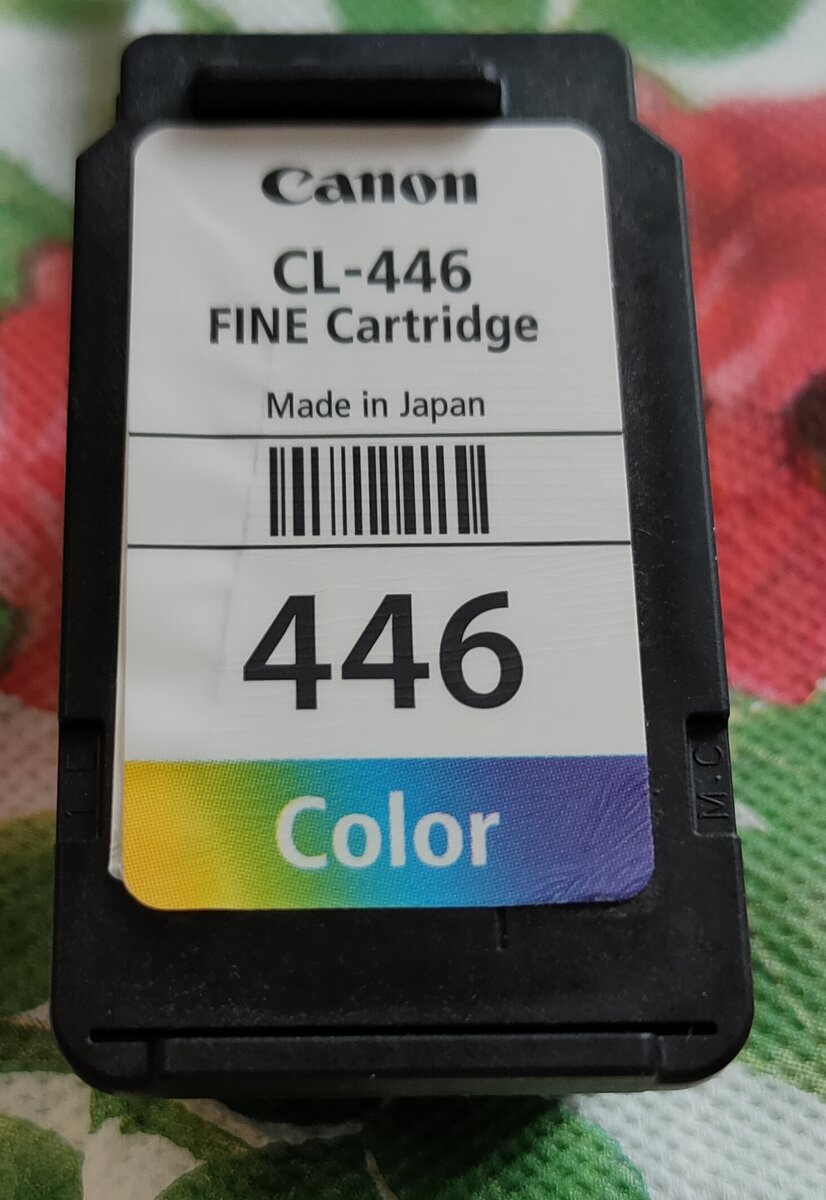 Canon
CL-446
FINE Cartridge
Made in Japan
446
Color
M.C